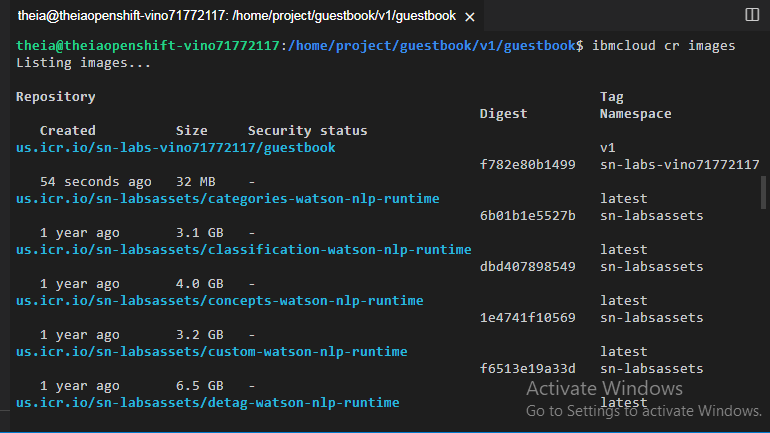 theia@theiaopenshift-vino71772117: /home/project/guestbook/v1/guestbook ×
theia@theiaopenshift-vino71772117:/home/project/guestbook/v1/guestbook$ ibmcloud cr images
Listing images...
Repository Tag
Digest Namespace
Created Size Security status
us.icr.io/sn-labs-vino71772117/guestbook v1
f782e80b1499 sn-labs-vino71772117
54 seconds ago 32 MB -
us.icr.io/sn-labsassets/categories-watson-nlp-runtime latest
6b01b1e5527b sn-labsassets
1 year ago 3.1 GB -
us.icr.io/sn-labsassets/classification-watson-nlp-runtime latest
dbd407898549 sn-labsassets
1 year ago 4.0 GB -
us.icr.io/sn-labsassets/concepts-watson-nlp-runtime latest
1e4741f10569 sn-labsassets
1 year ago 3.2 GB -
us.icr.io/sn-labsassets/custom-watson-nlp-runtime latest
f6513e19a33d sn-labsassets
1 year ago 6.5 GB -
us.icr.io/sn-labsassets/detag-watson-nlp-runtime latest
Activate Windows
Go to Settings to activate Windows.